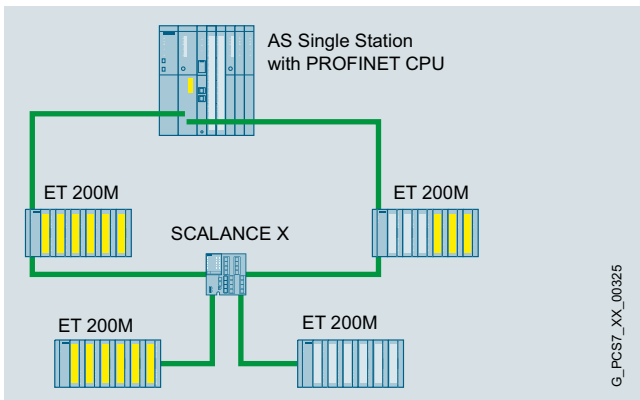 AS Single Station
with PROFINET CPU
ET 200M
ET 200M
SCALANCE X
ET 200M
ET 200M
G_PCS7_XX_00325